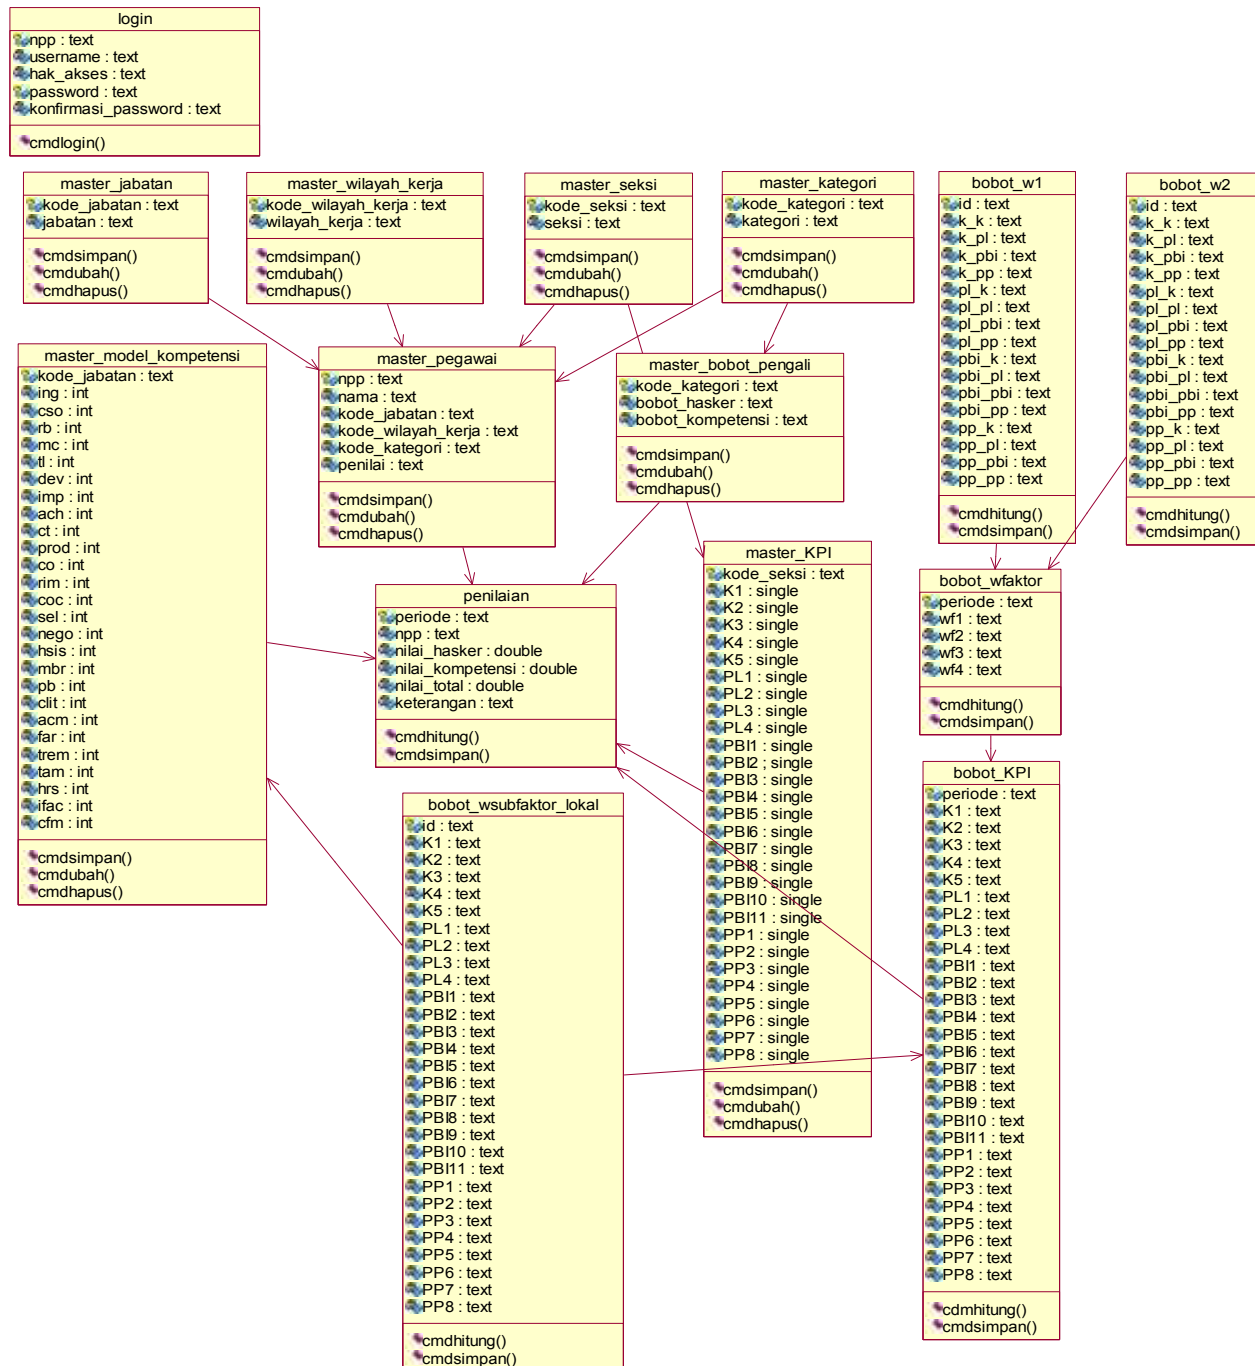 login
npp : text
username : text
hak_akses : text
password : text
konfirmasi_password : text
cmdlogin()
master_jabatan
kode_jabatan : text
jabatan : text
cmdsimpan()
cmdubah()
cmdhapus()
master_wilayah_kerja
kode_wilayah_kerja : text
wilayah_kerja : text
cmdsimpan()
cmdubah()
cmdhapus()
master_seksi
kode_seksi : text
seksi : text
cmdsimpan()
cmdubah()
cmdhapus()
master_kategori
kode_kategori : text
kategori : text
cmdsimpan()
cmdubah()
cmdhapus()
bobot_w1
id : text
k_k : text
k_pl : text
k_pbi : text
k_pp : text
pl_k : text
pl_pl : text
pl_pbi : text
pl_pp : text
pbi_k : text
pbi_pl : text
pbi_pbi : text
pbi_pp : text
pp_k : text
pp_pl : text
pp_pbi : text
pp_pp : text
cmdhitung()
cmdsimpan()
bobot_w2
id : text
k_k : text
k_pl : text
k_pbi : text
k_pp : text
pl_k : text
pl_pl : text
pl_pbi : text
pl_pp : text
pbi_k : text
pbi_pl : text
pbi_pbi : text
pbi_pp : text
pp_k : text
pp_pl : text
pp_pbi : text
pp_pp : text
cmdhitung()
cmdsimpan()
master_model_kompetensi
kode_jabatan : text
ing : int
cso : int
rb : int
mc : int
tl : int
dev : int
imp : int
ach : int
ct : int
prod : int
co : int
rim : int
coc : int
sel : int
nego : int
hsis : int
mbr : int
pb : int
clit : int
acm : int
far : int
trem : int
tam : int
hrs : int
ifac : int
cfm : int
cmdsimpan()
cmdubah()
cmdhapus()
master_pegawai
npp : text
nama : text
kode_jabatan : text
kode_wilayah_kerja : text
kode_kategori : text
penilai : text
cmdsimpan()
cmdubah()
cmdhapus()
master_bobot_pengali
kode_kategori : text
bobot_hasker : text
bobot_kompetensi : text
cmdsimpan()
cmdubah()
cmdhapus()
penilaian
periode : text
npp : text
nilai_hasker : double
nilai_kompetensi : double
nilai_total : double
keterangan : text
cmdhitung()
cmdsimpan()
master_KPI
kode_seksi : text
K1 : single
K2 : single
K3 : single
K4 : single
K5 : single
PL1 : single
PL2 : single
PL3 : single
PL4 : single
PBI1 : single
PBI2 ; single
PBI3 : single
PBI4 : single
PBI5 : single
PBI6 : single
PBI7 : single
PBI8 : single
PBI9 : single
PBI10 : single
PBI11 : single
PP1 : single
PP2 : single
PP3 : single
PP4 : single
PP5 : single
PP6 : single
PP7 : single
PP8 : single
cmdsimpan()
cmdubah()
cmdhapus()
bobot_wfaktor
periode : text
wf1 : text
wf2 : text
wf3 : text
wf4 : text
cmdhitung()
cmdsimpan()
bobot_wsubfaktor_lokal
id : text
K1 : text
K2 : text
K3 : text
K4 : text
K5 : text
PL1 : text
PL2 : text
PL3 : text
PL4 : text
PBI1 : text
PBI2 : text
PBI3 : text
PBI4 : text
PBI5 : text
PBI6 : text
PBI7 : text
PBI8 : text
PBI9 : text
PBI10 : text
PBI11 : text
PP1 : text
PP2 : text
PP3 : text
PP4 : text
PP5 : text
PP6 : text
PP7 : text
PP8 : text
cmdhitung()
cmdsimpan()
bobot_KPI
periode : text
K1 : text
K2 : text
K3 : text
K4 : text
K5 : text
PL1 : text
PL2 : text
PL3 : text
PL4 : text
PBI1 : text
PBI2 : text
PBI3 : text
PBI4 : text
PBI5 : text
PBI6 : text
PBI7 : text
PBI8 : text
PBI9 : text
PBI10 : text
PBI11 : text
PP1 : text
PP2 : text
PP3 : text
PP4 : text
PP5 : text
PP6 : text
PP7 : text
PP8 : text
cdmhitung()
cmdsimpan()